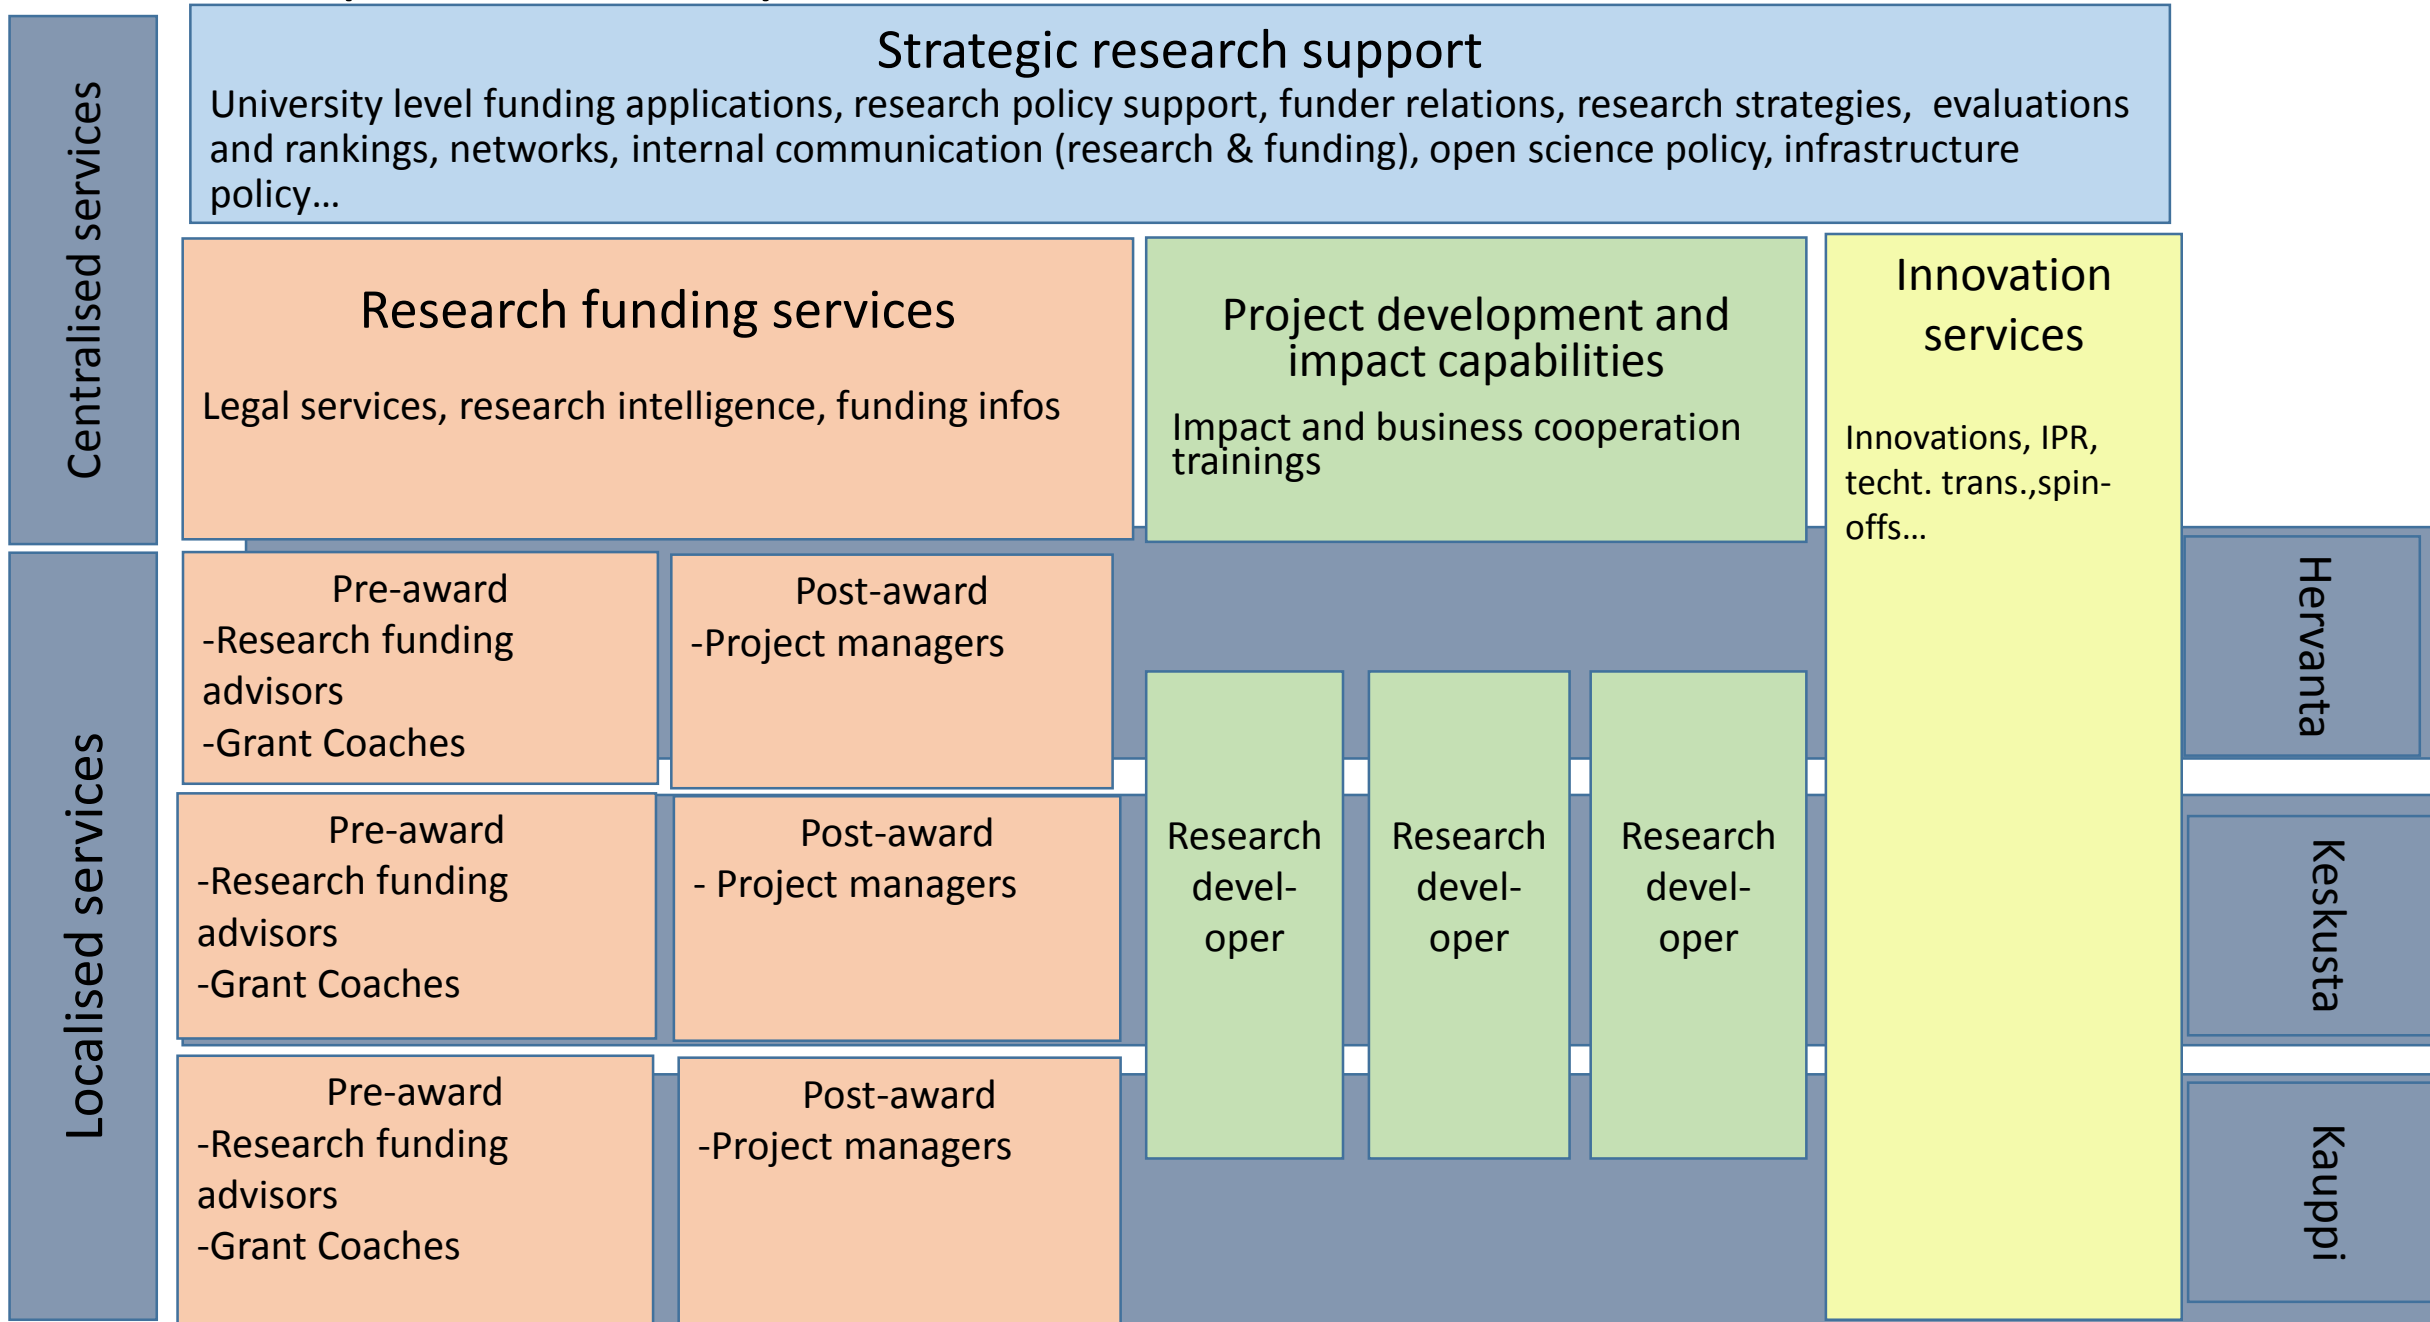 Centralised services
Strategic research support
University level funding applications, research policy support, funder relations, research strategies, evaluations
and rankings, networks, internal communication (research & funding), open science policy, infrastructure
policy...
Research funding services
Legal services, research intelligence, funding infos
Project development and
impact capabilities
Impact and business cooperation
trainings
Innovation
services
Innovations, IPR,
techt. trans.,spin-
offs...
Localised services
Pre-award
-Research funding
advisors
-Grant Coaches
Post-award
-Project managers
Hervanta
Pre-award
-Research funding
advisors
-Grant Coaches
Post-award
- Project managers
Research
devel-
oper
Research
devel-
oper
Research
devel-
oper
Keskusta
Pre-award
-Research funding
advisors
-Grant Coaches
Post-award
-Project managers
Kauppi